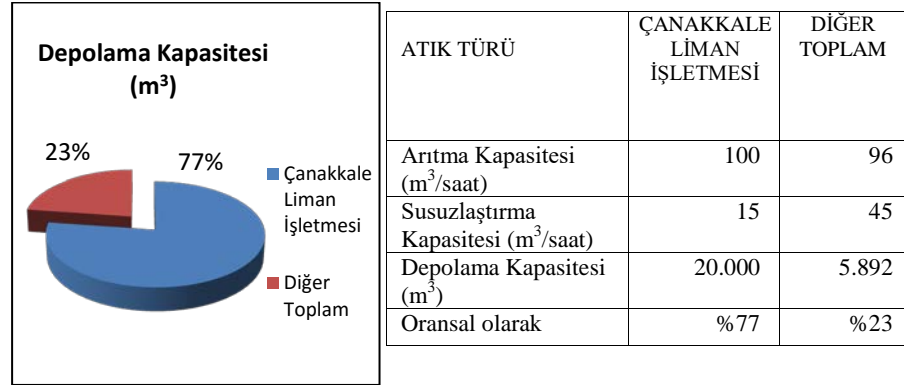 Depolama Kapasitesi
(m³)
23%
77%
Çanakkale
Liman
İşletmesi
Diğer
Toplam
ATIK TÜRÜ
ÇANAKKALE
LİMAN
İŞLETMESİ
DİĞER
TOPLAM
Arıtma Kapasitesi
(m³/saat)
100
96
Susuzlaştırma
Kapasitesi (m³/saat)
15
45
Depolama Kapasitesi
(m³)
20.000
5.892
Oransal olarak
%77
%23